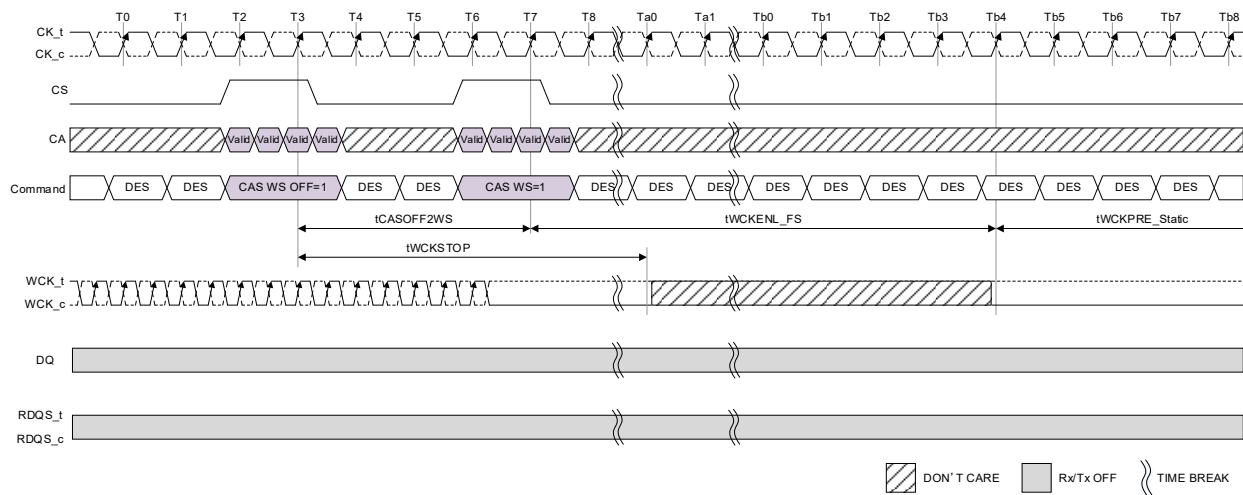 T0 T1 T2 T3 T4 T5 T6 T7 T8 Ta0 Ta1 Tb0 Tb1 Tb2 Tb3 Tb4 Tb5 Tb6 Tb7 Tb8
CK_t
CK_c
CS
CA Valid Valid Valid Valid Valid Valid Valid Valid
Command DES DES CAS WS OFF=1 DES DES CAS WS=1 DES DES DES DES DES DES DES DES DES DES DES
tCASOFF2WS tWCKENL_FS tWCKPRE_Static
tWCKSTOP
WCK_t
WCK_c
DQ
RDQS_t
RDQS_c
DON'T CARE Rx/Tx OFF TIME BREAK